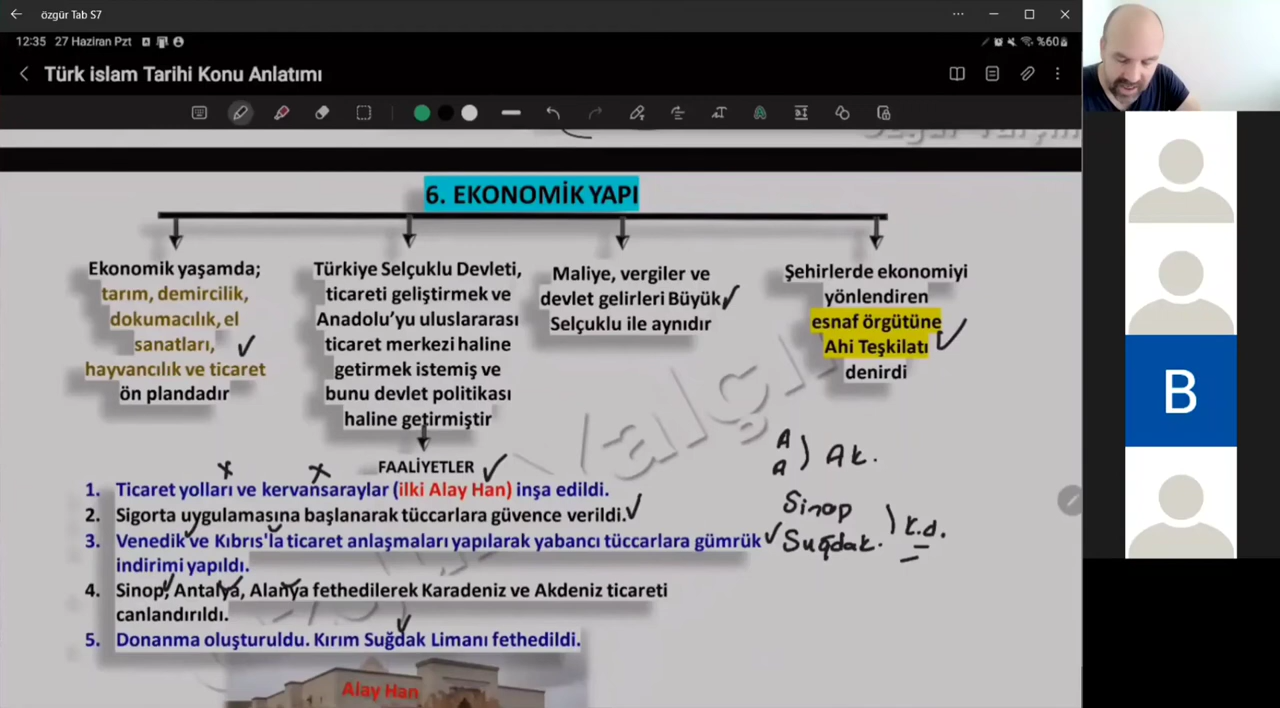 özgür Tab S7
12:35 27 Haziran Pzt
%60
Türk islam Tarihi Konu Anlatımı
6. EKONOMİK YAPI
Ekonomik yaşamda;
tarım, demircilik,
dokumacılık, el
sanatları,
hayvancılık ve ticaret
ön plandadır
Türkiye Selçuklu Devleti,
ticareti geliştirmek ve
Anadolu'yu uluslararası
ticaret merkezi haline
getirmek istemiş ve
bunu devlet politikası
haline getirmiştir
Maliye, vergiler ve
devlet gelirleri Büyük
Selçuklu ile aynıdır
Şehirlerde ekonomiyi
yönlendiren
esnaf örgütüne
Ahi Teşkilatı
denirdi
FAALİYETLER
1. Ticaret yolları ve kervansaraylar (ilki Alay Han) inşa edildi.
2. Sigorta uygulamasına başlanarak tüccarlara güvence verildi.
3. Venedik ve Kıbrıs'la ticaret anlaşmaları yapılarak yabancı tüccarlara gümrük
indirimi yapıldı.
4. Sinop, Antalya, Alanya fethedilerek Karadeniz ve Akdeniz ticareti
canlandırıldı.
5. Donanma oluşturuldu. Kırım Suğdak Limanı fethedildi.
A
A ) Ak.
Sinop
Suğdak. ) K.d.
Alay Han
B